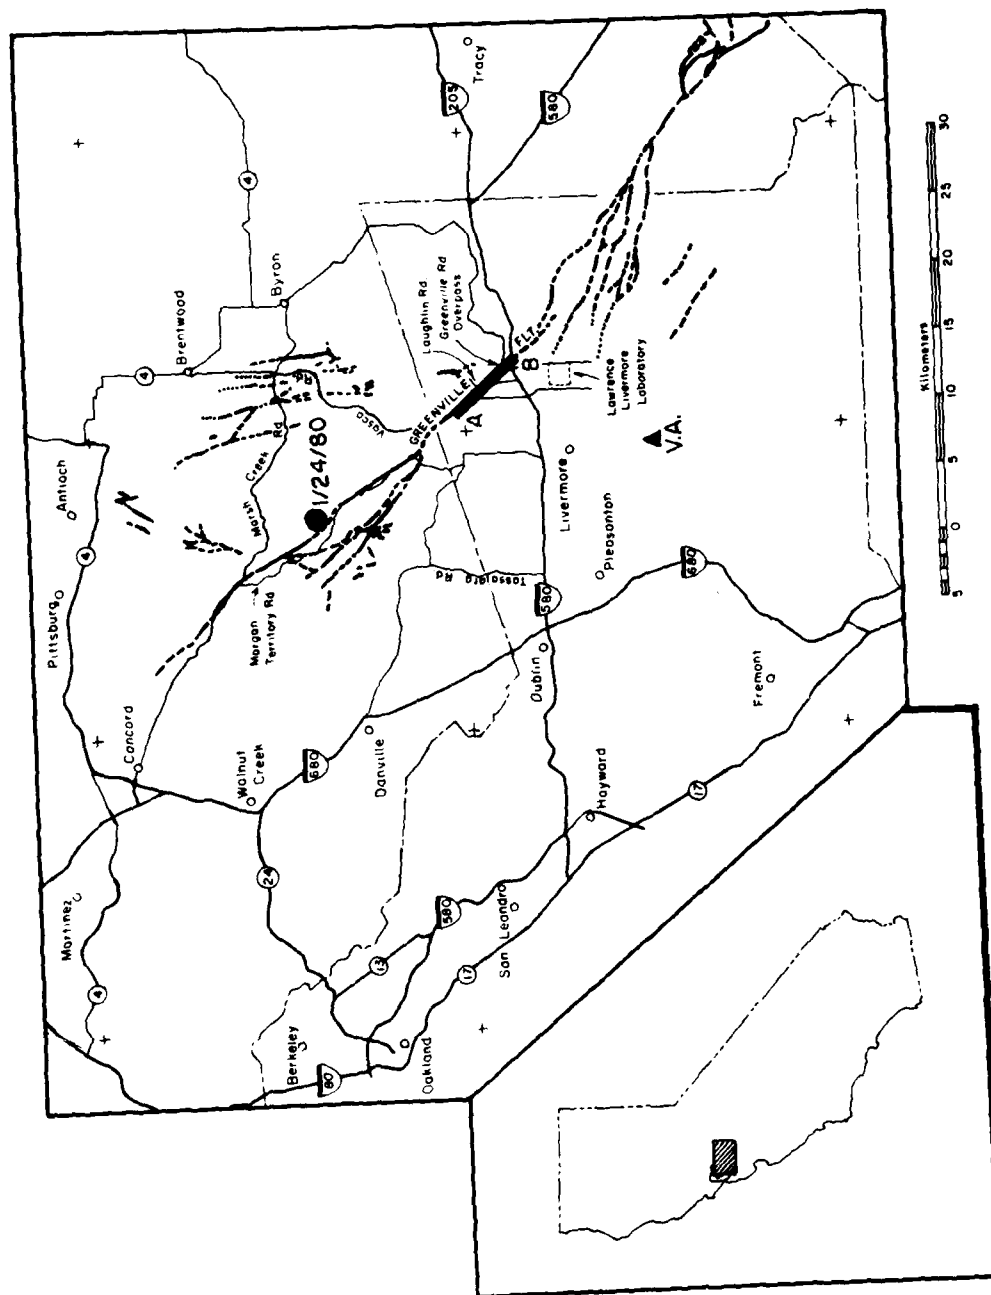 Martinez
4
Concord
Pittsburg
4
Antioch
4
Brentwood
4
Byron
Berkeley
80
Oakland
24
Walnut
Creek
680
Danville
13
580
17
San Leandro
Hayward
17
Morgan
Territory Rd
Marsh Creek Rd
1/24/80
Vasco Rd
GREENVILLE FLT.
A
B
Laughlin Rd
Greenville Rd
Overpass
Tassajara
Rd
Dublin
580
Livermore
Pleasanton
680
Fremont
Lawrence
Livermore
Laboratory
V.A.
205
Tracy
580
5 0 5 10 15 20 25 30
Kilometers